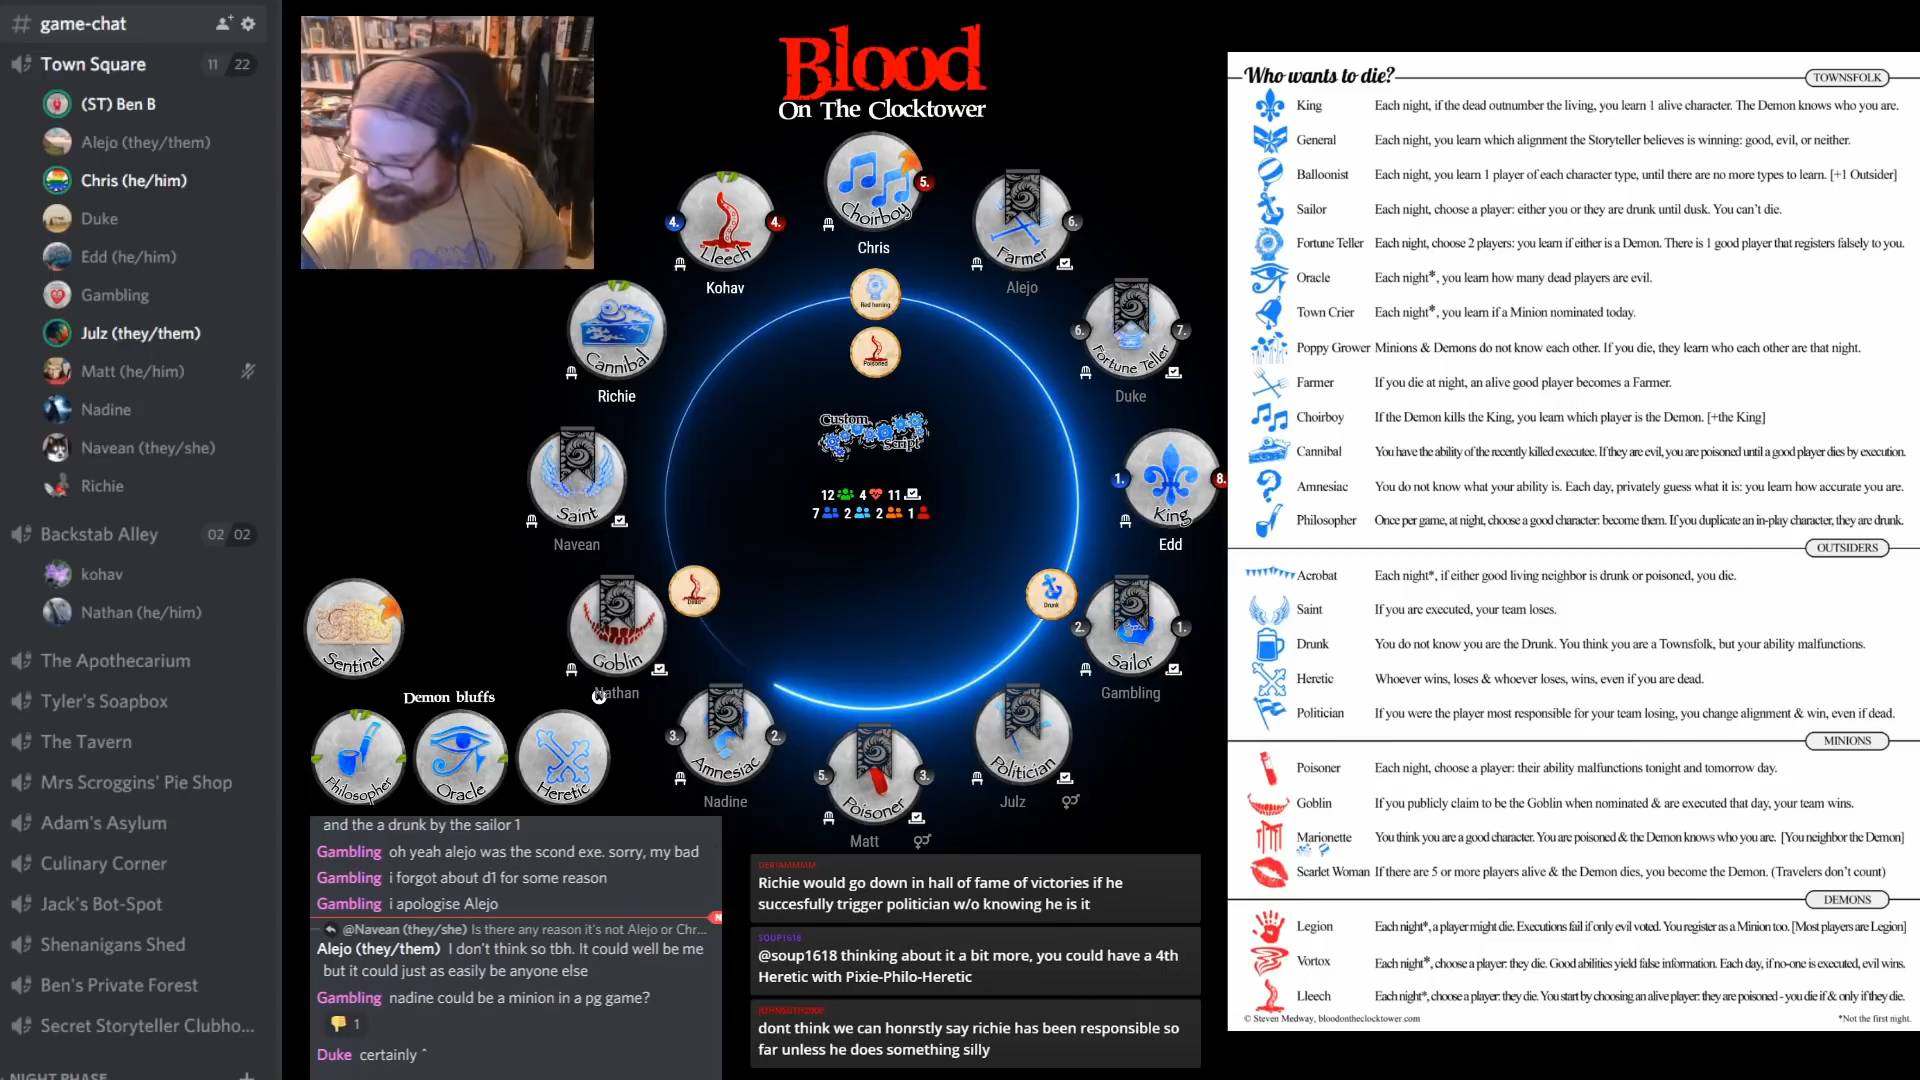 game-chat
Town Square
11 22
(ST) Ben B
Alejo (they/them)
Chris (he/him)
Duke
Edd (he/him)
Gambling
Julz (they/them)
Matt (he/him)
Nadine
Navean (they/she)
Richie
Backstab Alley
02 02
kohav
Nathan (he/him)
The Apothecarium
Tyler's Soapbox
The Tavern
Mrs Scroggins' Pie Shop
Adam's Asylum
Culinary Corner
Jack's Bot-Spot
Shenanigans Shed
Ben's Private Forest
Secret Storyteller Clubho...
NIGHT PHASE
Blood
On The Clocktower
Choirboy
5.
Chris
Lleech
4.
4.
Kohav
Farmer
6.
Alejo
Cannibal
Richie
Red herring
Poisoned
Fortune Teller
6.
7.
Duke
Custom Script
12 4 11
7 2 2 1
Saint
Navean
King
1.
8.
Edd
Goblin
Nathan
Dead
Drunk
Sailor
2.
1.
Gambling
Amnesiac
3.
2.
Nadine
Poisoner
5.
3.
Matt
Politician
Julz
Sentinel
Demon bluffs
Philosopher
Oracle
Heretic
and the a drunk by the sailor 1
Gambling oh yeah alejo was the scond exe. sorry, my bad
Gambling i forgot about d1 for some reason
Gambling i apologise Alejo
@Navean (they/she) Is there any reason it's not Alejo or Chr...
Alejo (they/them) I don't think so tbh. It could well be me
but it could just as easily be anyone else
Gambling nadine could be a minion in a pg game?
1
Duke certainly ^
DERIAMMMM
Richie would go down in hall of fame of victories if he
succesfully trigger politician w/o knowing he is it
SOUP1618
@soup1618 thinking about it a bit more, you could have a 4th
Heretic with Pixie-Philo-Heretic
dont think we can honrstly say richie has been responsible so
far unless he does something silly
Who wants to die?
TOWNSFOLK
King Each night, if the dead outnumber the living, you learn 1 alive character. The Demon knows who you are.
General Each night, you learn which alignment the Storyteller believes is winning: good, evil, or neither.
Balloonist Each night, you learn 1 player of each character type, until there are no more types to learn. [+1 Outsider]
Sailor Each night, choose a player: either you or they are drunk until dusk. You can't die.
Fortune Teller Each night, choose 2 players: you learn if either is a Demon. There is 1 good player that registers falsely to you.
Oracle Each night*, you learn how many dead players are evil.
Town Crier Each night*, you learn if a Minion nominated today.
Poppy Grower Minions & Demons do not know each other. If you die, they learn who each other are that night.
Farmer If you die at night, an alive good player becomes a Farmer.
Choirboy If the Demon kills the King, you learn which player is the Demon. [+the King]
Cannibal You have the ability of the recently killed executee. If they are evil, you are poisoned until a good player dies by execution.
Amnesiac You do not know what your ability is. Each day, privately guess what it is: you learn how accurate you are.
Philosopher Once per game, at night, choose a good character: become them. If you duplicate an in-play character, they are drunk.
OUTSIDERS
Acrobat Each night*, if either good living neighbor is drunk or poisoned, you die.
Saint If you are executed, your team loses.
Drunk You do not know you are the Drunk. You think you are a Townsfolk, but your ability malfunctions.
Heretic Whoever wins, loses & whoever loses, wins, even if you are dead.
Politician If you were the player most responsible for your team losing, you change alignment & win, even if dead.
MINIONS
Poisoner Each night, choose a player: their ability malfunctions tonight and tomorrow day.
Goblin If you publicly claim to be the Goblin when nominated & are executed that day, your team wins.
Marionette You think you are a good character. You are poisoned & the Demon knows who you are. [You neighbor the Demon]
Scarlet Woman If there are 5 or more players alive & the Demon dies, you become the Demon. (Travelers don't count)
DEMONS
Legion Each night*, a player might die. Executions fail if only evil voted. You register as a Minion too. [Most players are Legion]
Vortox Each night*, choose a player: they die. Good abilities yield false information. Each day, if no-one is executed, evil wins.
Lleech Each night*, choose a player: they die. You start by choosing an alive player: they are poisoned - you die if & only if they die.
© Steven Medway, bloodontheclocktower.com
*Not the first night.